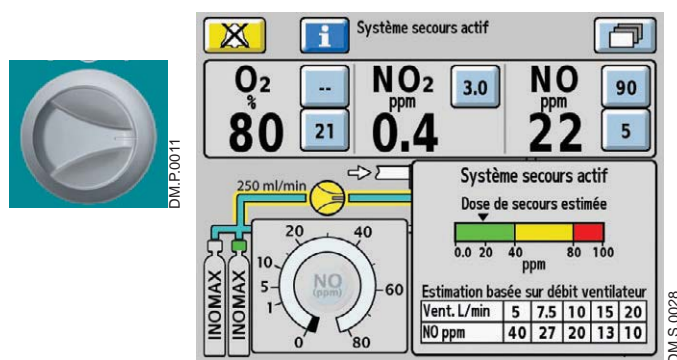 DM.P.0011
Système secours actif
O2
%
--
80
21
NO2
ppm
3.0
0.4
NO
ppm
90
22
5
250 ml/min
INOMAX
INOMAX
NO
(ppm)
0
1
5
10
20
40
60
80
Système secours actif
Dose de secours estimée
0.0 20 40 80 100
ppm
Estimation basée sur débit ventilateur
Vent. L/min 5 7.5 10 15 20
NO ppm 40 27 20 13 10
DM.S.0028